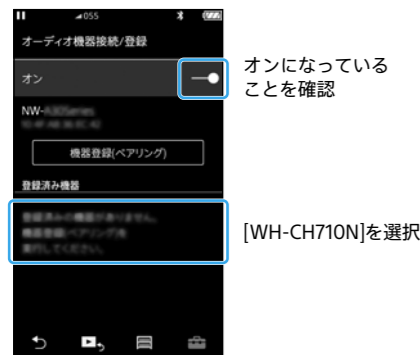 055
オーディオ機器接続/登録
オン
NW-
機器登録(ペアリング)
登録済み機器
オンになっている
ことを確認
[WH-CH710N]を選択